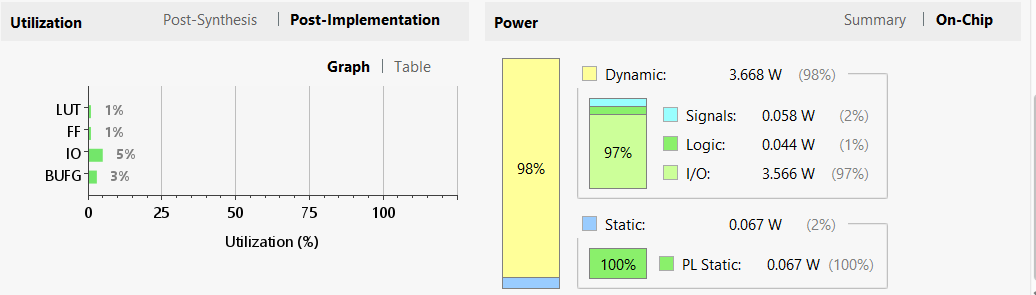 Utilization
Post-Synthesis | Post-Implementation
Graph | Table
LUT 1%
FF 1%
IO 5%
BUFG 3%
0 25 50 75 100
Utilization (%)
Power
Summary | On-Chip
98%
Dynamic: 3.668 W (98%)
97%
Signals: 0.058 W (2%)
Logic: 0.044 W (1%)
I/O: 3.566 W (97%)
Static: 0.067 W (2%)
100%
PL Static: 0.067 W (100%)